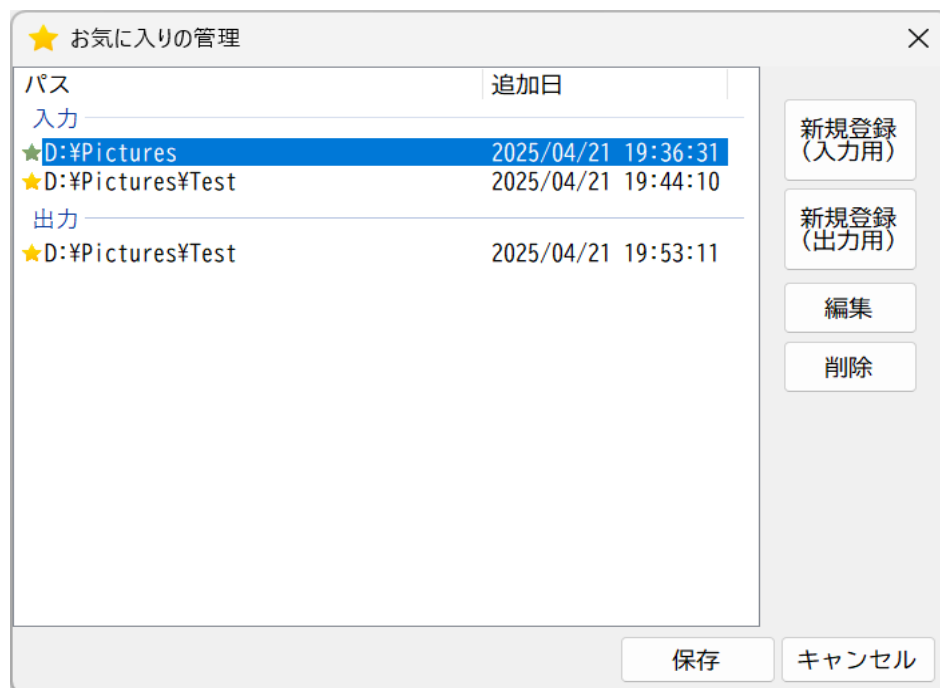 お気に入りの管理
パス 追加日
入力
D:¥Pictures 2025/04/21 19:36:31
D:¥Pictures¥Test 2025/04/21 19:44:10
出力
D:¥Pictures¥Test 2025/04/21 19:53:11
新規登録
(入力用)
新規登録
(出力用)
編集
削除
保存 キャンセル